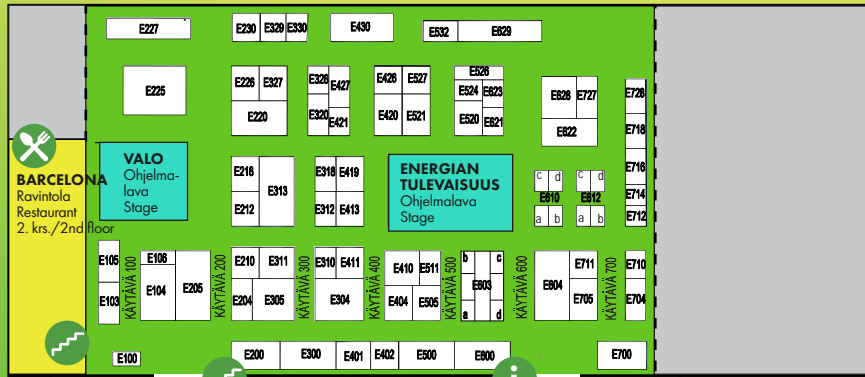 E227
E230 E329 E330
E430
E532 E629
E225
E226 E327
E220
E326 E427
E320 E421
E426 E527
E420 E521
E526
E524 E623
E520 E621
E626 E727
E622
E726
E718
E716
E714
E712
BARCELONA
Ravintola
Restaurant
2. krs./2nd floor
VALO
Ohjelma-
lava
Stage
E216
E212
E313
E318 E419
E312 E413
ENERGIAN
TULEVAISUUS
Ohjelmalava
Stage
c d c d
E610 E612
a b a b
E105
E103
KÄYTÄVÄ 100
E106
E104
E205
KÄYTÄVÄ 200
E210 E311
E204 E305
KÄYTÄVÄ 300
E310 E411
E304
KÄYTÄVÄ 400
E410 E511
E404 E505
KÄYTÄVÄ 500
b c
E603
a d
KÄYTÄVÄ 600
E604
E711
E705
KÄYTÄVÄ 700
E710
E704
E100
E200 E300 E401 E402 E500 E600
E700
i